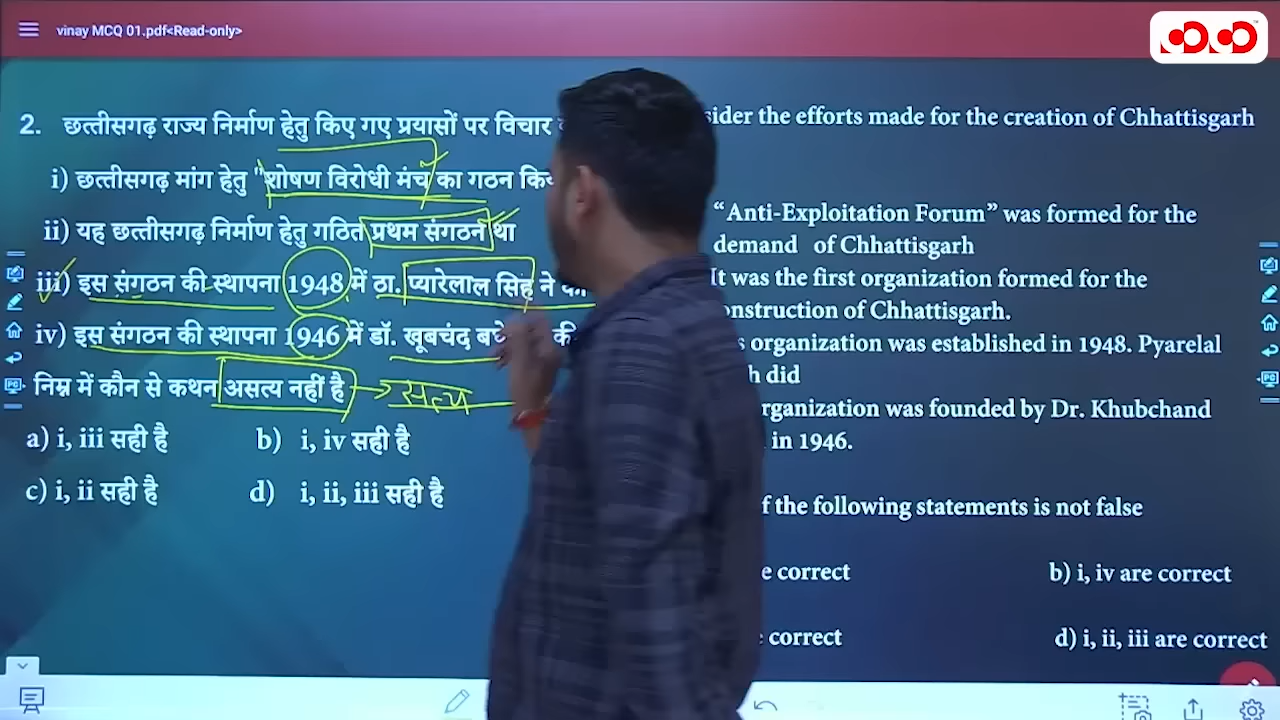 vinay MCQ 01.pdf<Read-only>
2. छत्तीसगढ़ राज्य निर्माण हेतु किए गए प्रयासों पर विचार
i) छत्तीसगढ़ मांग हेतु "शोषण विरोधी मंच का गठन
ii) यह छत्तीसगढ़ निर्माण हेतु गठित प्रथम संगठन था
iii) इस संगठन की स्थापना 1948 में ठा. प्यारेलाल सिंह ने
iv) इस संगठन की स्थापना 1946 में डॉ. खूबचंद
निम्न में कौन से कथन असत्य नहीं है → सत्य
a) i, iii सही है b) i, iv सही है
c) i, ii सही है d) i, ii, iii सही है
the efforts made for the creation of Chhattisgarh
“Anti-Exploitation Forum” was formed for the
demand of Chhattisgarh
It was the first organization formed for the
of Chhattisgarh.
organization was established in 1948. Pyarelal
did
was founded by Dr. Khubchand
in 1946.
the following statements is not false
correct b) i, iv are correct
correct d) i, ii, iii are correct